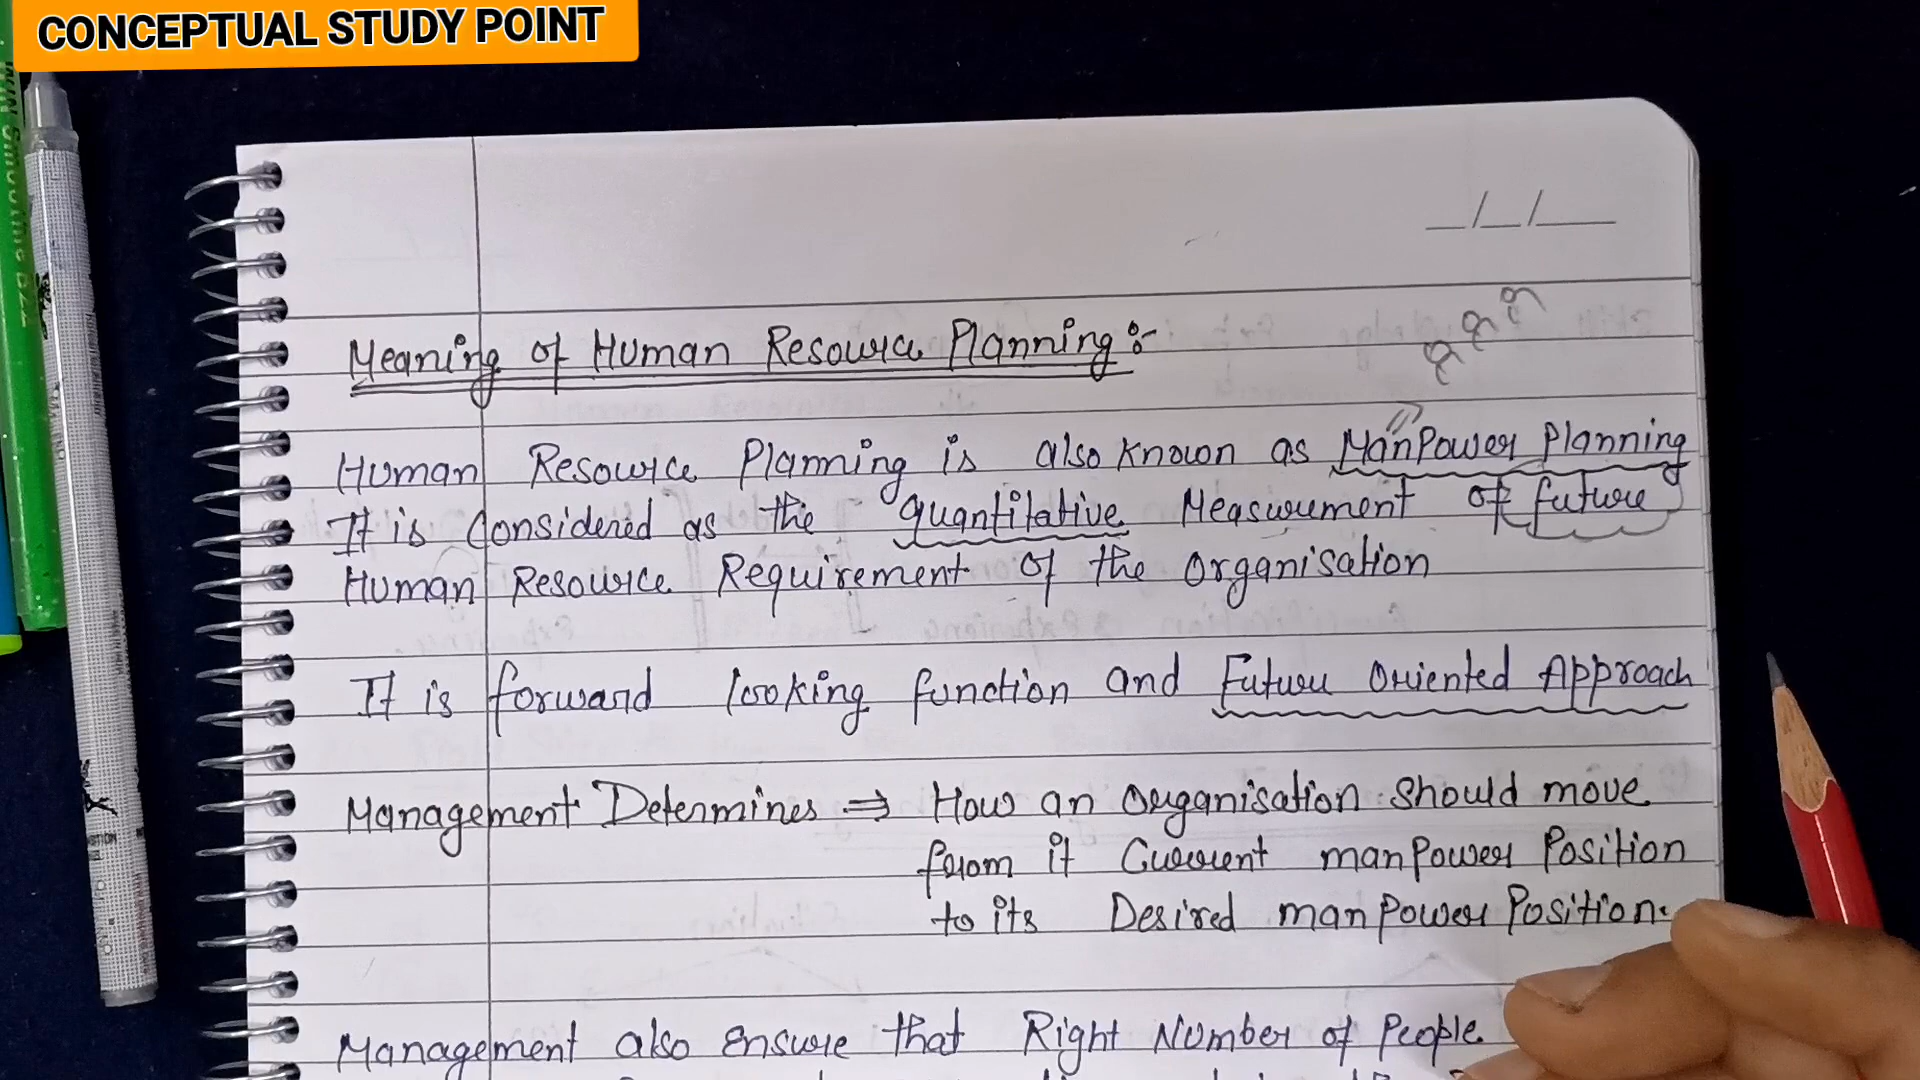 CONCEPTUAL STUDY POINT
_/_/__
Meaning of Human Resource Planning :-
Human Resource Planning is also known as ManPower Planning
It is Considered as the quantitative Measurement of future
Human Resource Requirement of the Organisation
It is forward looking function and Future Oriented Approach
Management Determines ⇒ How an Organisation should move
from it Current manpower Position
to its Desired manpower Position.
Management also Ensure that Right Number of People